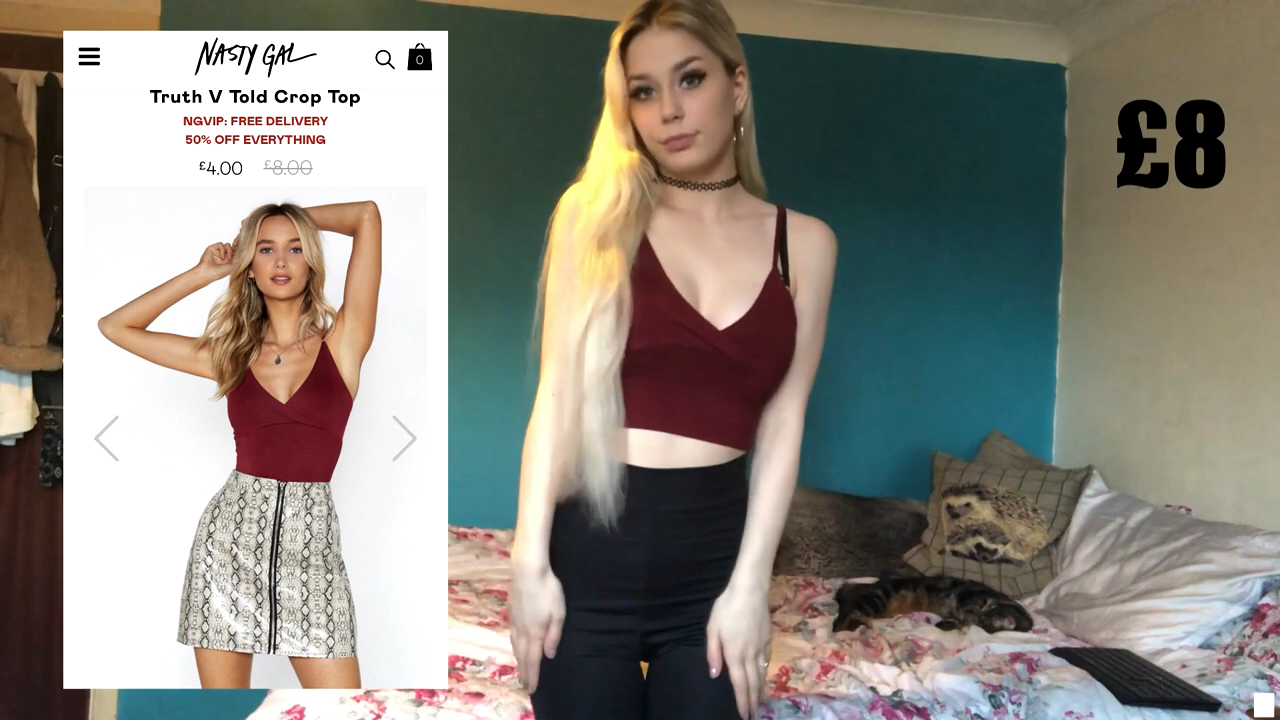 NASTY GAL
0
Truth V Told Crop Top
NGVIP: FREE DELIVERY
50% OFF EVERYTHING
£4.00 £8.00
£8